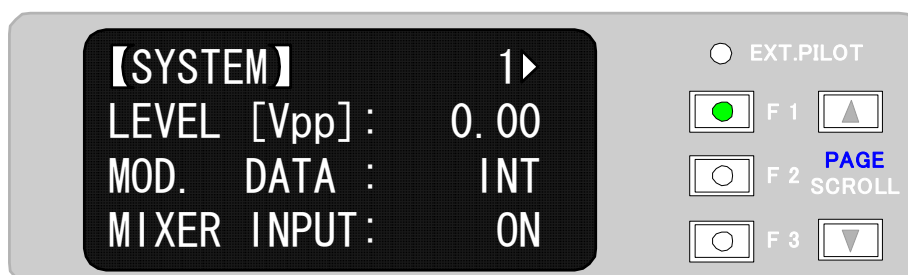 【SYSTEM】 1▶
LEVEL [Vpp]: 0.00
MOD. DATA : INT
MIXER INPUT: ON
EXT.PILOT
F 1
F 2
PAGE
SCROLL
F 3